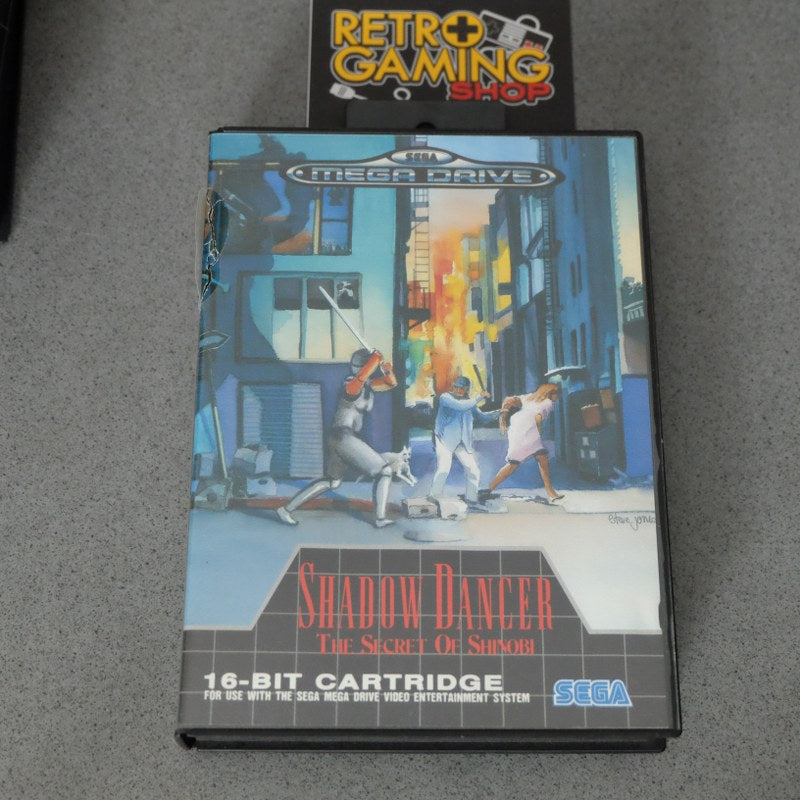 RETRO
GAMING
SHOP
SEGA
MEGA DRIVE
SHADOW DANCER
THE SECRET OF SHINOBI
16-BIT CARTRIDGE
FOR USE WITH THE SEGA MEGA DRIVE VIDEO ENTERTAINMENT SYSTEM
SEGA